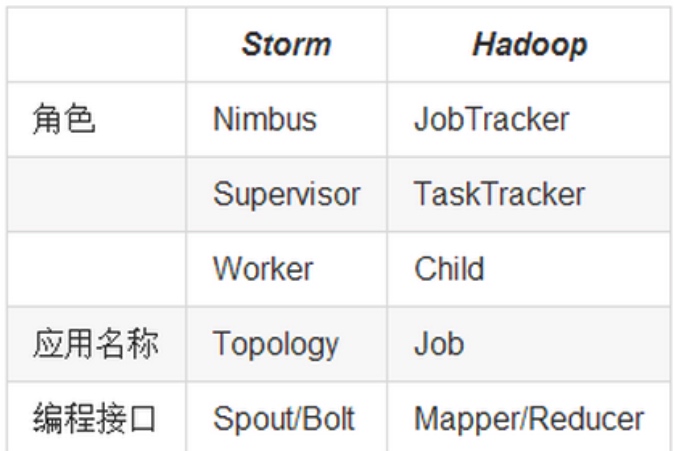 Storm Hadoop
角色 Nimbus JobTracker
Supervisor TaskTracker
Worker Child
应用名称 Topology Job
编程接口 Spout/Bolt Mapper/Reducer